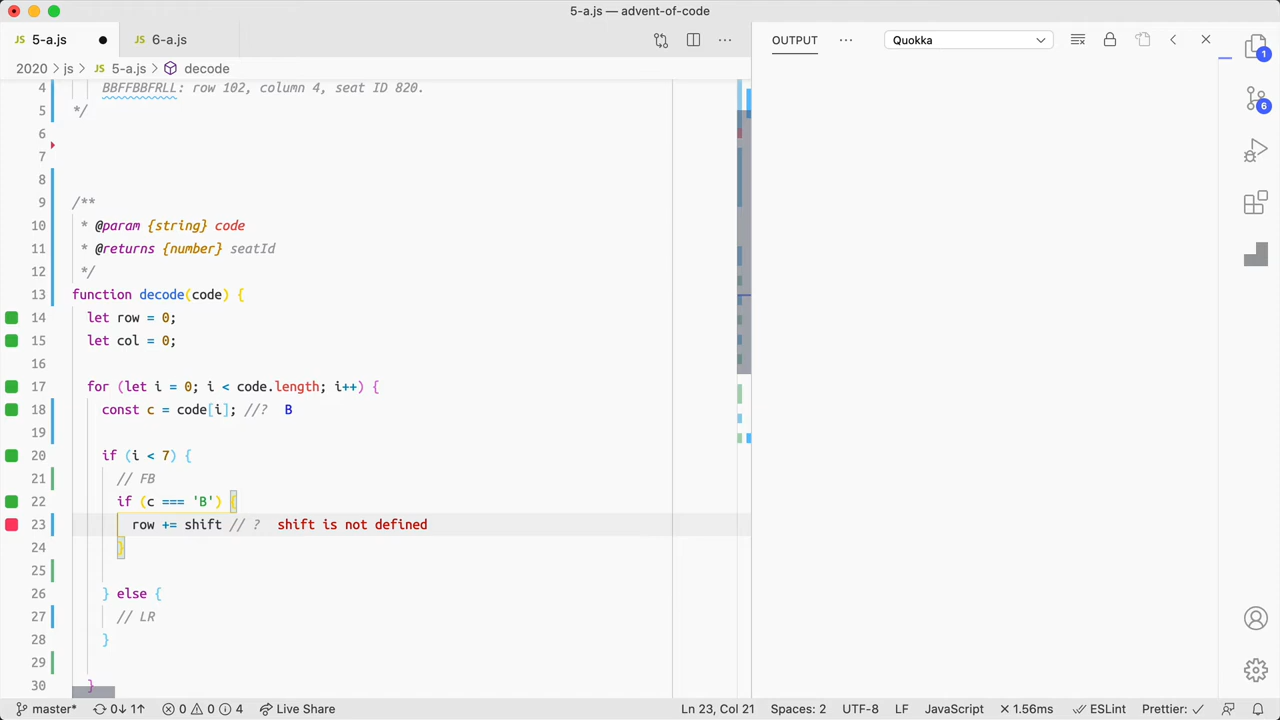 5-a.js — advent-of-code
JS 5-a.js ● JS 6-a.js
2020 > js > JS 5-a.js > decode
OUTPUT ··· Quokka
4 BBFFBBFRLL: row 102, column 4, seat ID 820.
5 */
6
7
8
9 /**
10 * @param {string} code
11 * @returns {number} seatId
12 */
13 function decode(code) {
14 let row = 0;
15 let col = 0;
16
17 for (let i = 0; i < code.length; i++) {
18 const c = code[i]; //? B
19
20 if (i < 7) {
21 // FB
22 if (c === 'B') {
23 row += shift // ? shift is not defined
24 }
25
26 } else {
27 // LR
28 }
29
30 }
1
6
master* 0↓ 1↑ 0 0 4 Live Share Ln 23, Col 21 Spaces: 2 UTF-8 LF JavaScript × 1.56ms ESLint Prettier: ✓